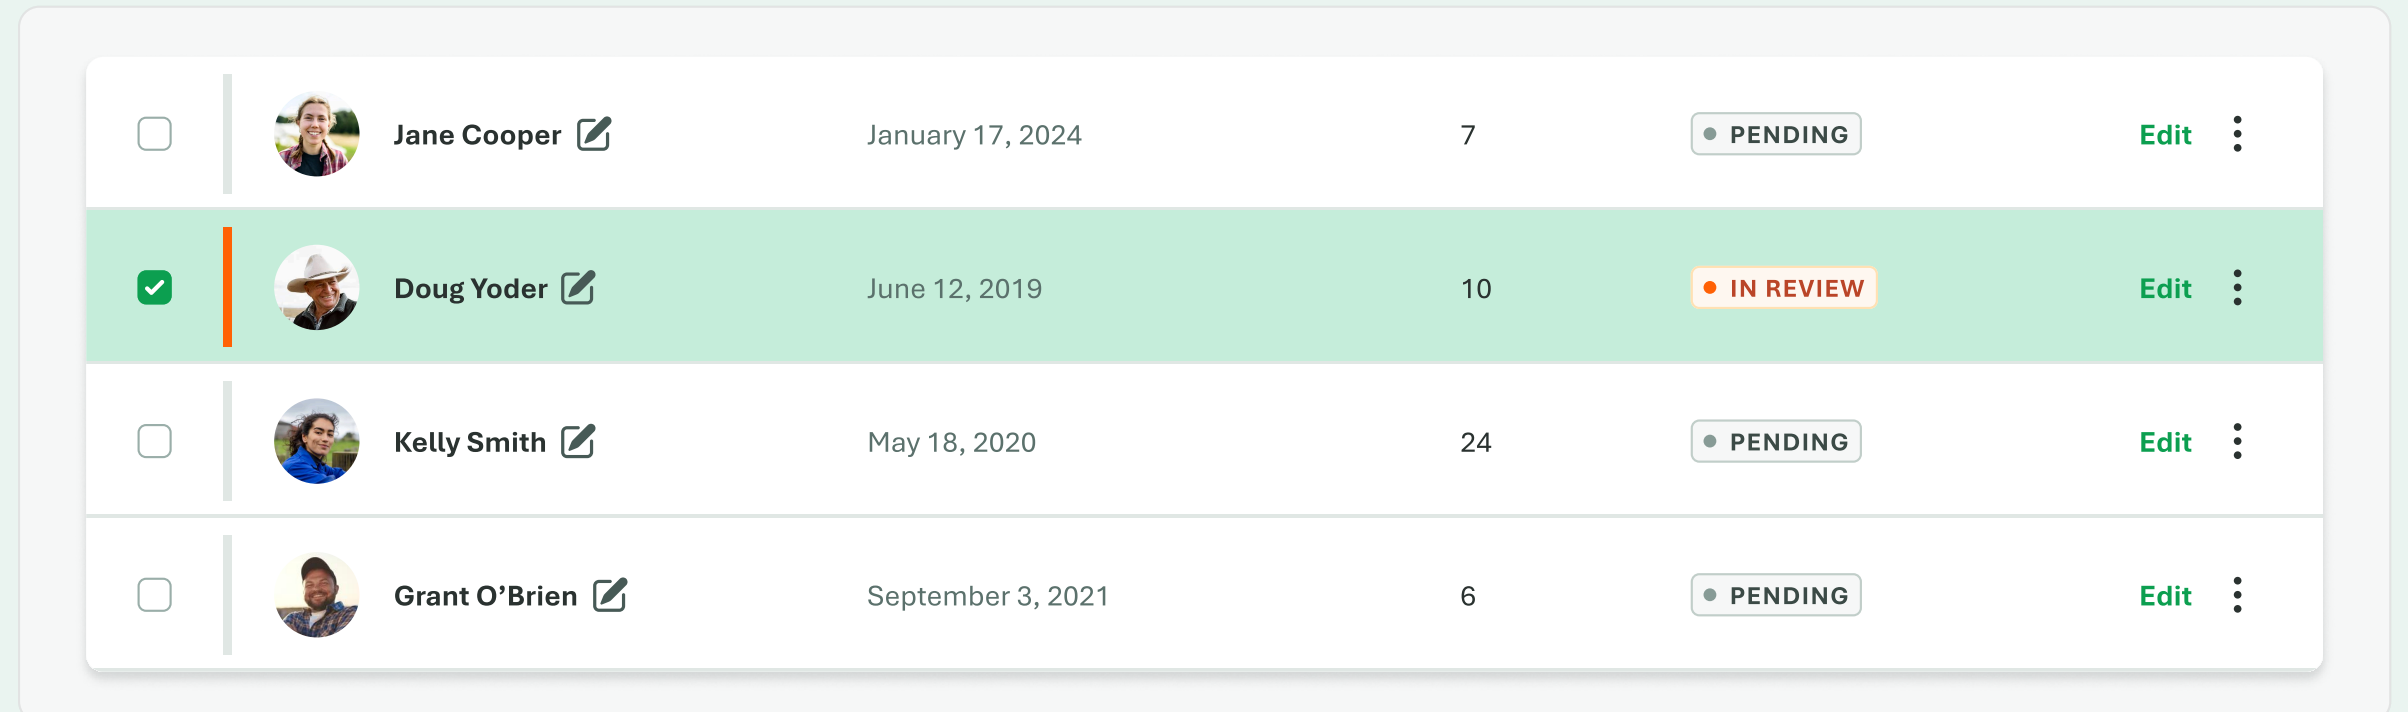 Jane Cooper January 17, 2024 7 PENDING Edit
Doug Yoder June 12, 2019 10 IN REVIEW Edit
Kelly Smith May 18, 2020 24 PENDING Edit
Grant O’Brien September 3, 2021 6 PENDING Edit